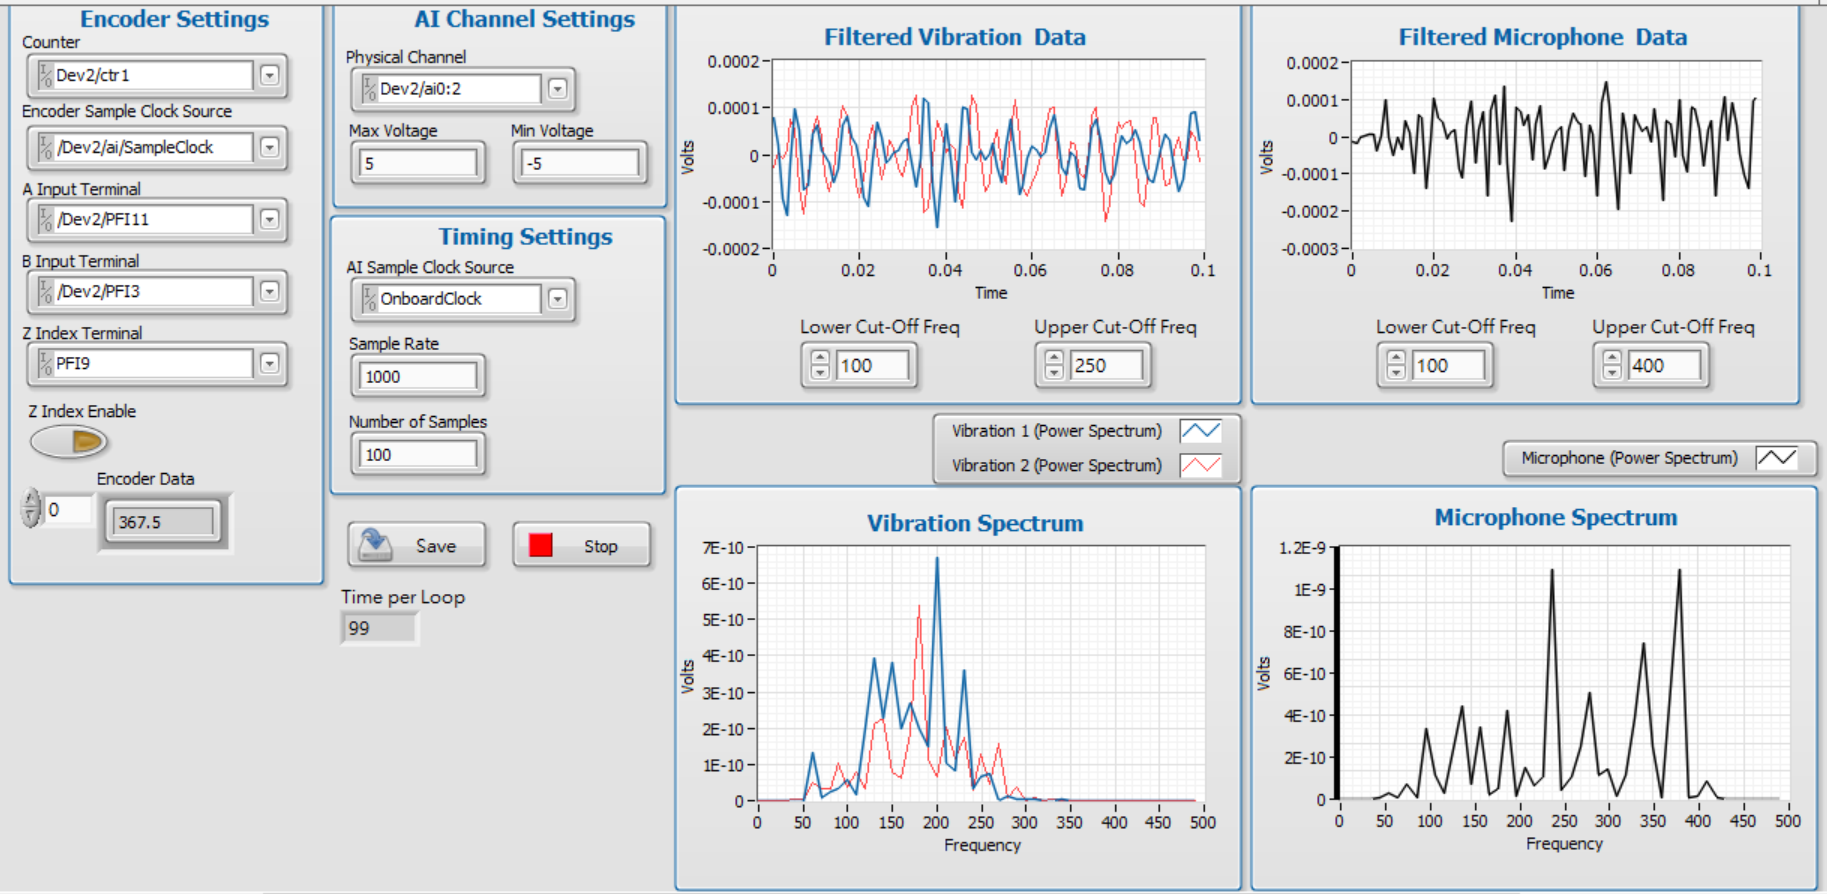 Encoder Settings
Counter
Dev2/ctr1
Encoder Sample Clock Source
/Dev2/ai/SampleClock
A Input Terminal
/Dev2/PFI11
B Input Terminal
/Dev2/PFI3
Z Index Terminal
PFI9
Z Index Enable
Encoder Data
0
367.5
AI Channel Settings
Physical Channel
Dev2/ai0:2
Max Voltage
Min Voltage
5
-5
Timing Settings
AI Sample Clock Source
OnboardClock
Sample Rate
1000
Number of Samples
100
Save
Stop
Time per Loop
99
Filtered Vibration Data
Volts
0.0002
0.0001
0
-0.0001
-0.0002
0 0.02 0.04 0.06 0.08 0.1
Time
Lower Cut-Off Freq
Upper Cut-Off Freq
100
250
Filtered Microphone Data
Volts
0.0002
0.0001
0
-0.0001
-0.0002
-0.0003
0 0.02 0.04 0.06 0.08 0.1
Time
Lower Cut-Off Freq
Upper Cut-Off Freq
100
400
Vibration 1 (Power Spectrum)
Vibration 2 (Power Spectrum)
Microphone (Power Spectrum)
Vibration Spectrum
Volts
7E-10
6E-10
5E-10
4E-10
3E-10
2E-10
1E-10
0
0 50 100 150 200 250 300 350 400 450 500
Frequency
Microphone Spectrum
Volts
1.2E-9
1E-9
8E-10
6E-10
4E-10
2E-10
0
0 50 100 150 200 250 300 350 400 450 500
Frequency